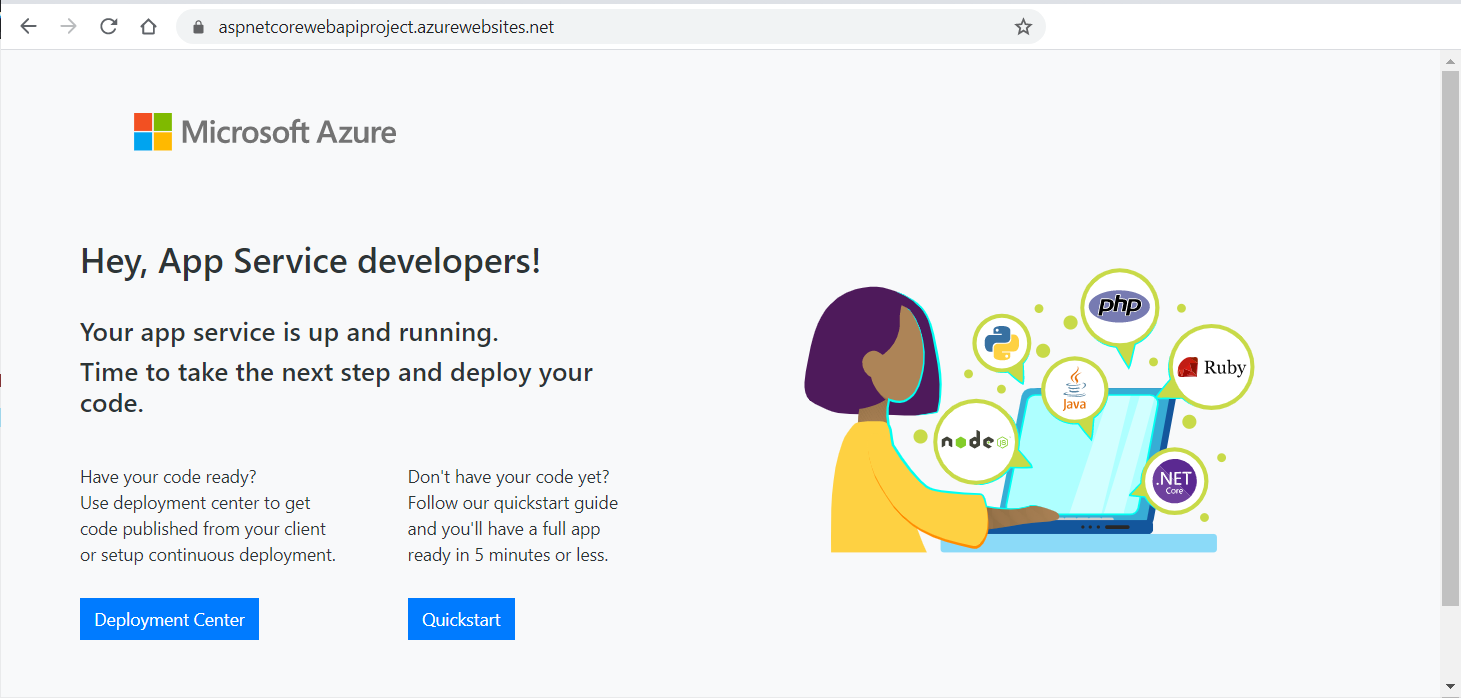 aspnetcorewebapiproject.azurewebsites.net
Microsoft Azure
Hey, App Service developers!
Your app service is up and running.
Time to take the next step and deploy your
code.
Have your code ready?
Use deployment center to get
code published from your client
or setup continuous deployment.
Deployment Center
Don't have your code yet?
Follow our quickstart guide
and you'll have a full app
ready in 5 minutes or less.
Quickstart
php
Ruby
Java
node
JS
.NET
Core